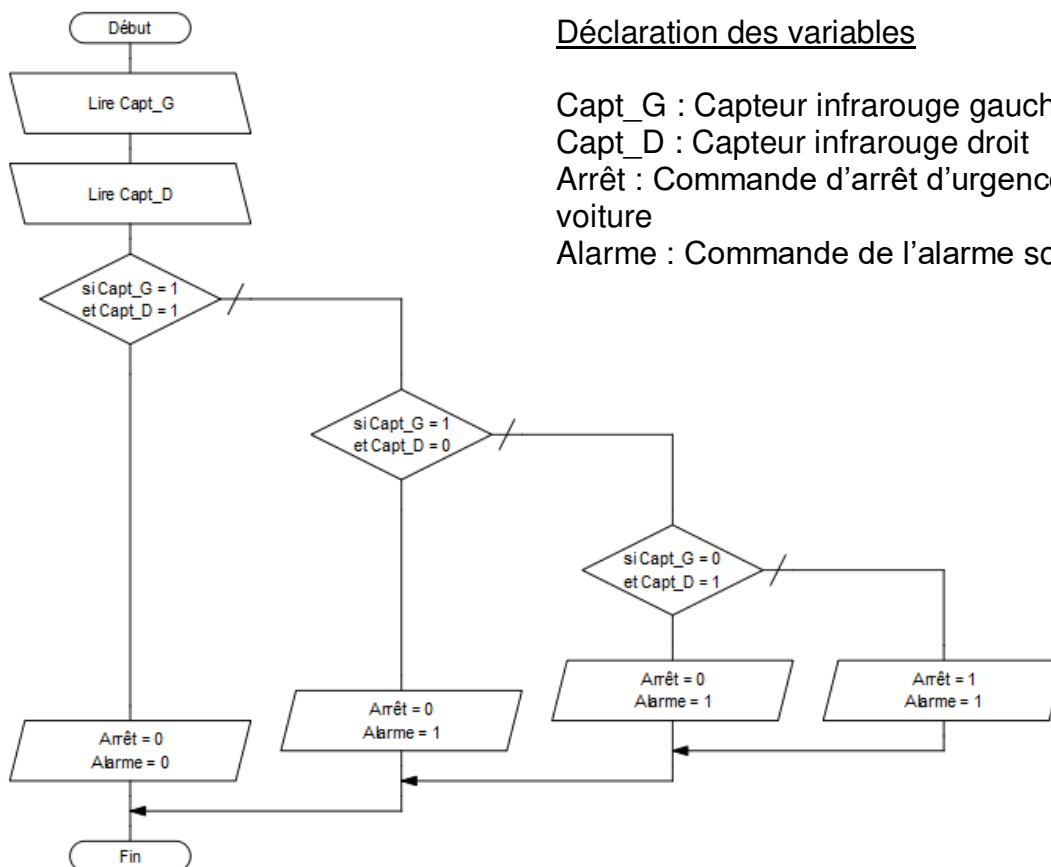 Début
Lire Capt_G
Lire Capt_D
si Capt_G = 1
et Capt_D = 1
si Capt_G = 1
et Capt_D = 0
si Capt_G = 0
et Capt_D = 1
Arrêt = 0
Alarme = 0
Arrêt = 0
Alarme = 1
Arrêt = 0
Alarme = 1
Arrêt = 1
Alarme = 1
Fin
Déclaration des variables
Capt_G : Capteur infrarouge
Capt_D : Capteur infrarouge droit
Arrêt : Commande d’arrêt
voiture
Alarme : Commande de l’alarme